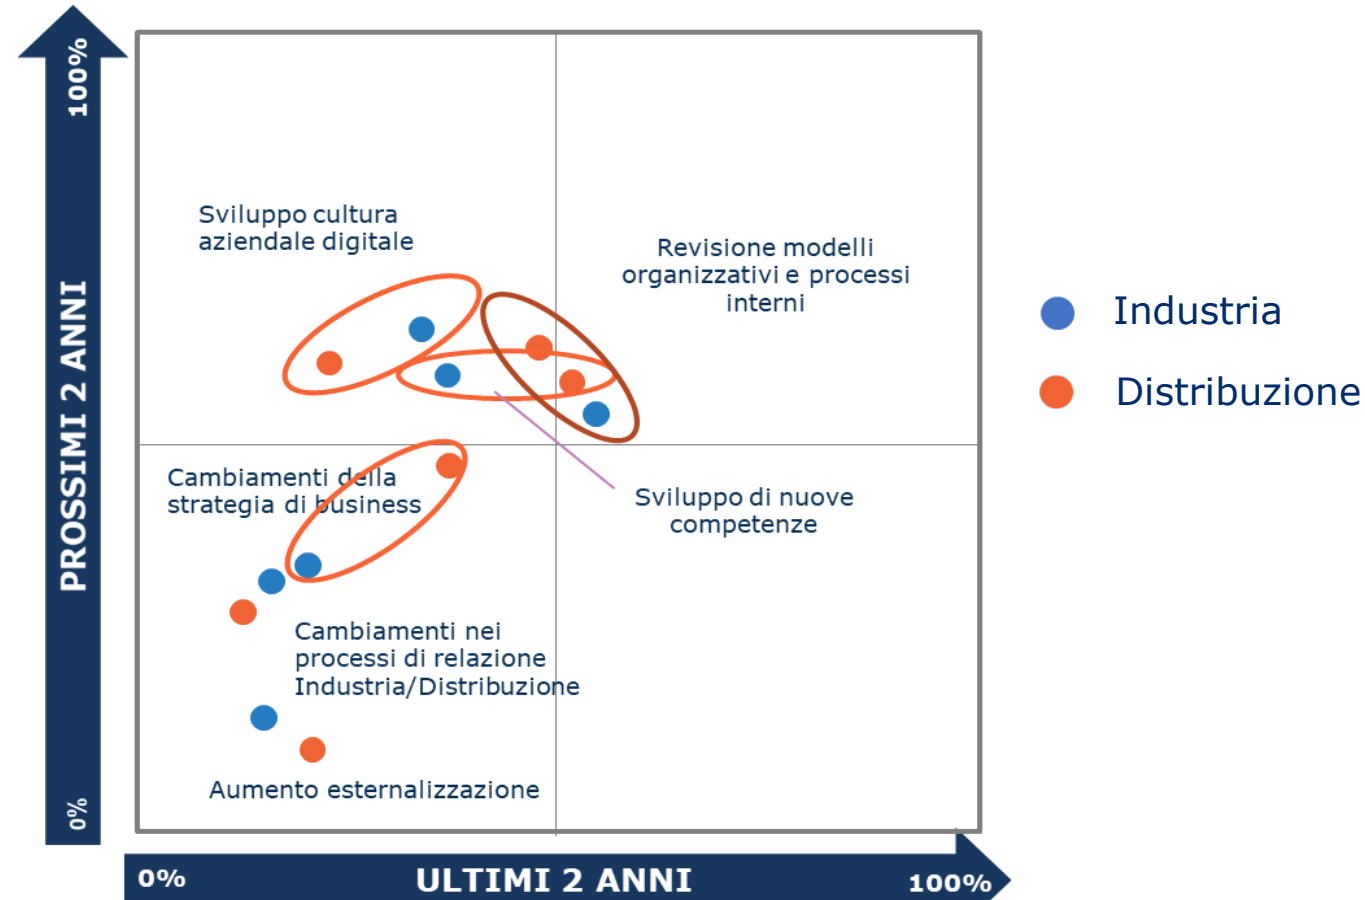 100%
PROSSIMI 2 ANNI
0%
Sviluppo cultura
aziendale digitale
Revisione modelli
organizzativi e processi
interni
Cambiamenti della
strategia di business
Sviluppo di nuove
competenze
Cambiamenti nei
processi di relazione
Industria/Distribuzione
Aumento esternalizzazione
0%
ULTIMI 2 ANNI
100%
Industria
Distribuzione